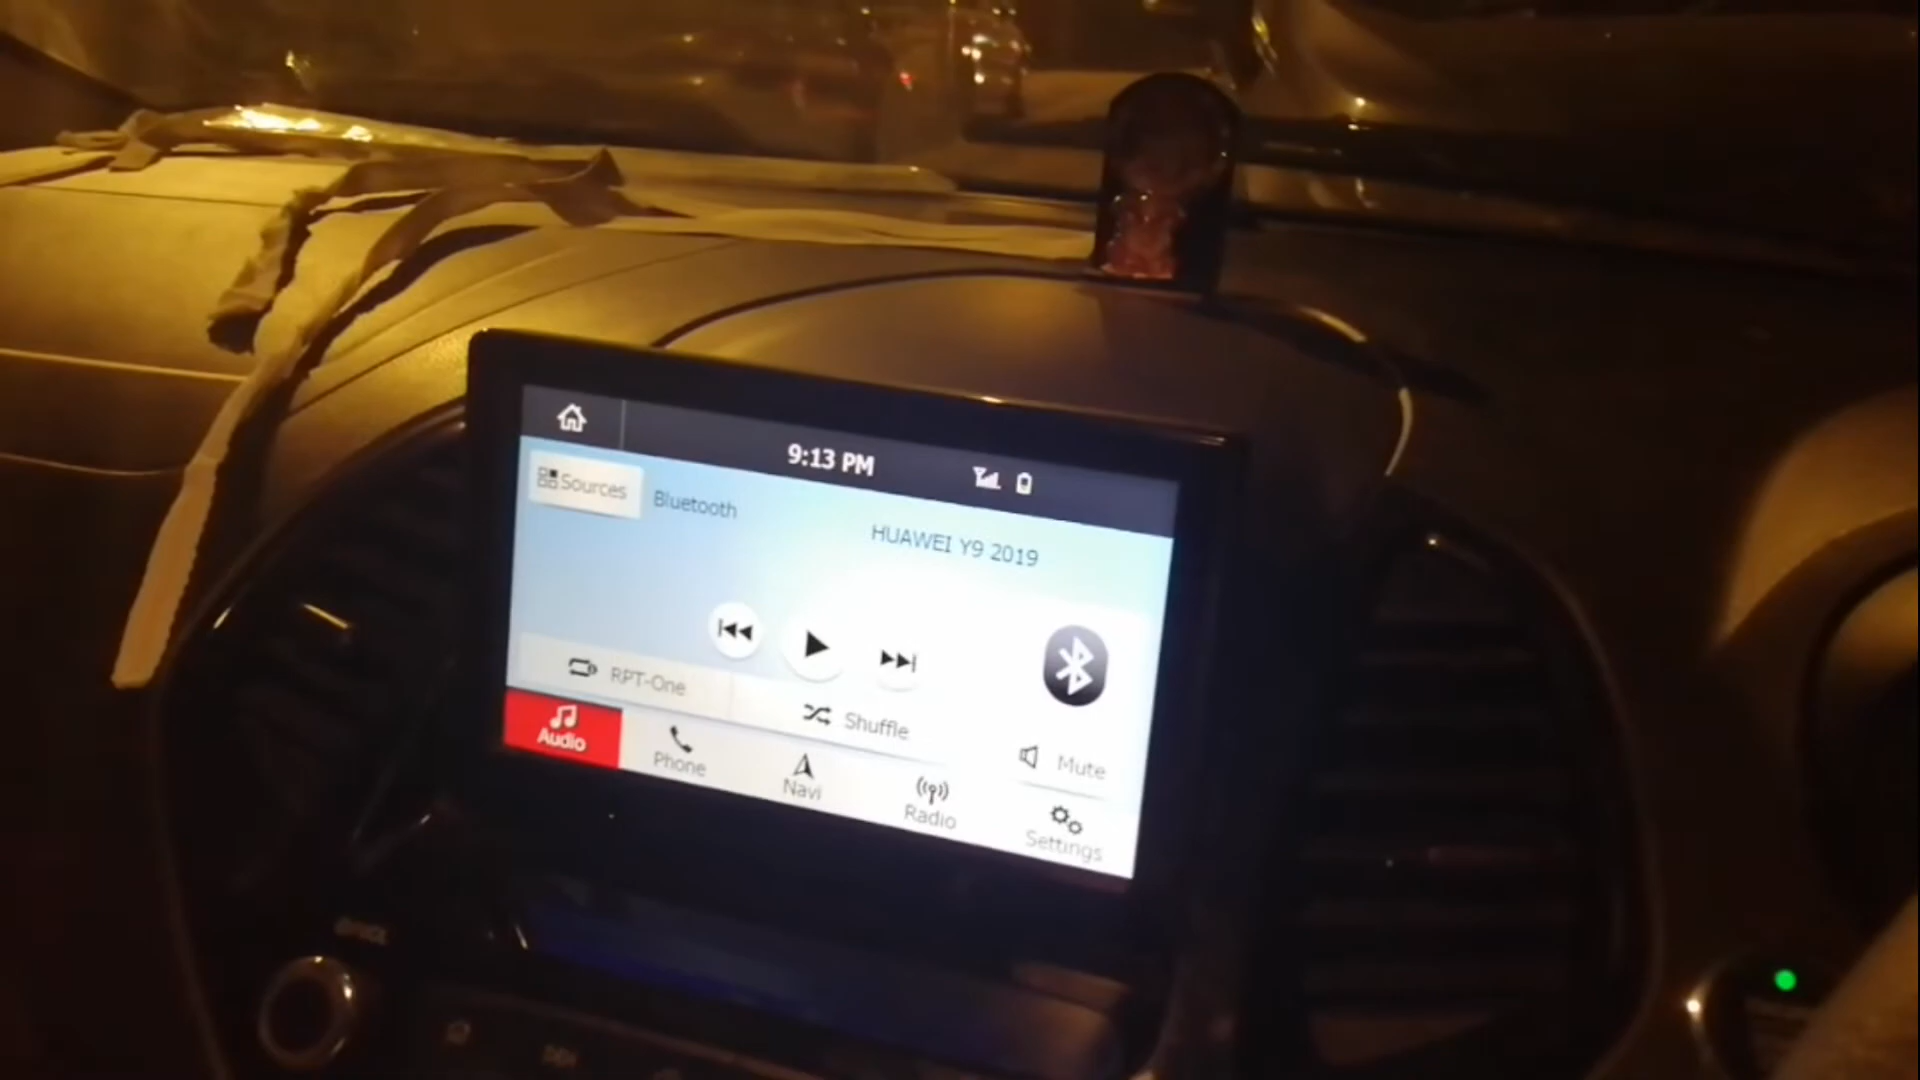 9:13 PM
Sources
Bluetooth
HUAWEI Y9 2019
RPT-One
Shuffle
Mute
Audio
Phone
Navi
Radio
Settings